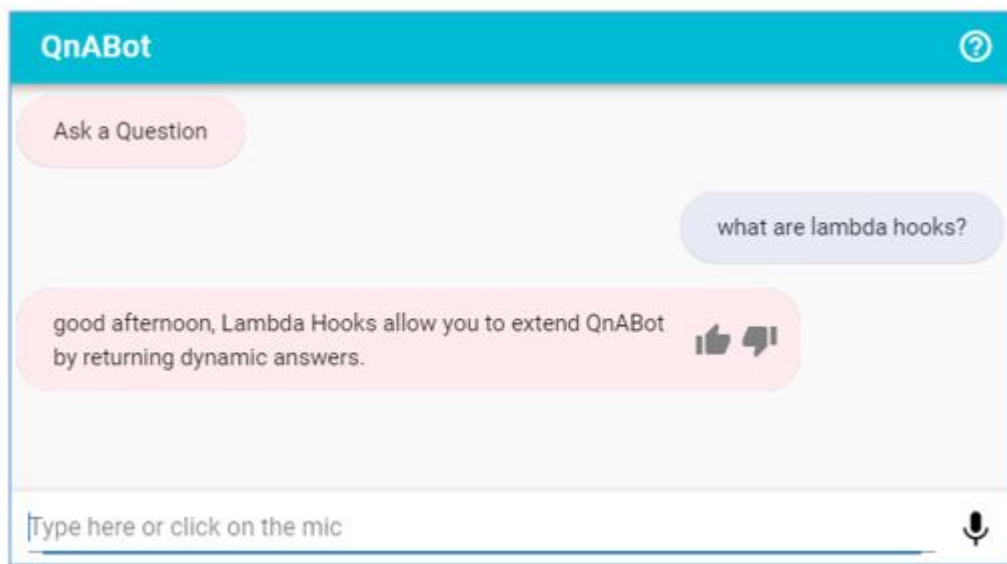 QnABot
Ask a Question
what are lambda hooks?
good afternoon, Lambda Hooks allow you to extend QnABot
by returning dynamic answers.
Type here or click on the mic